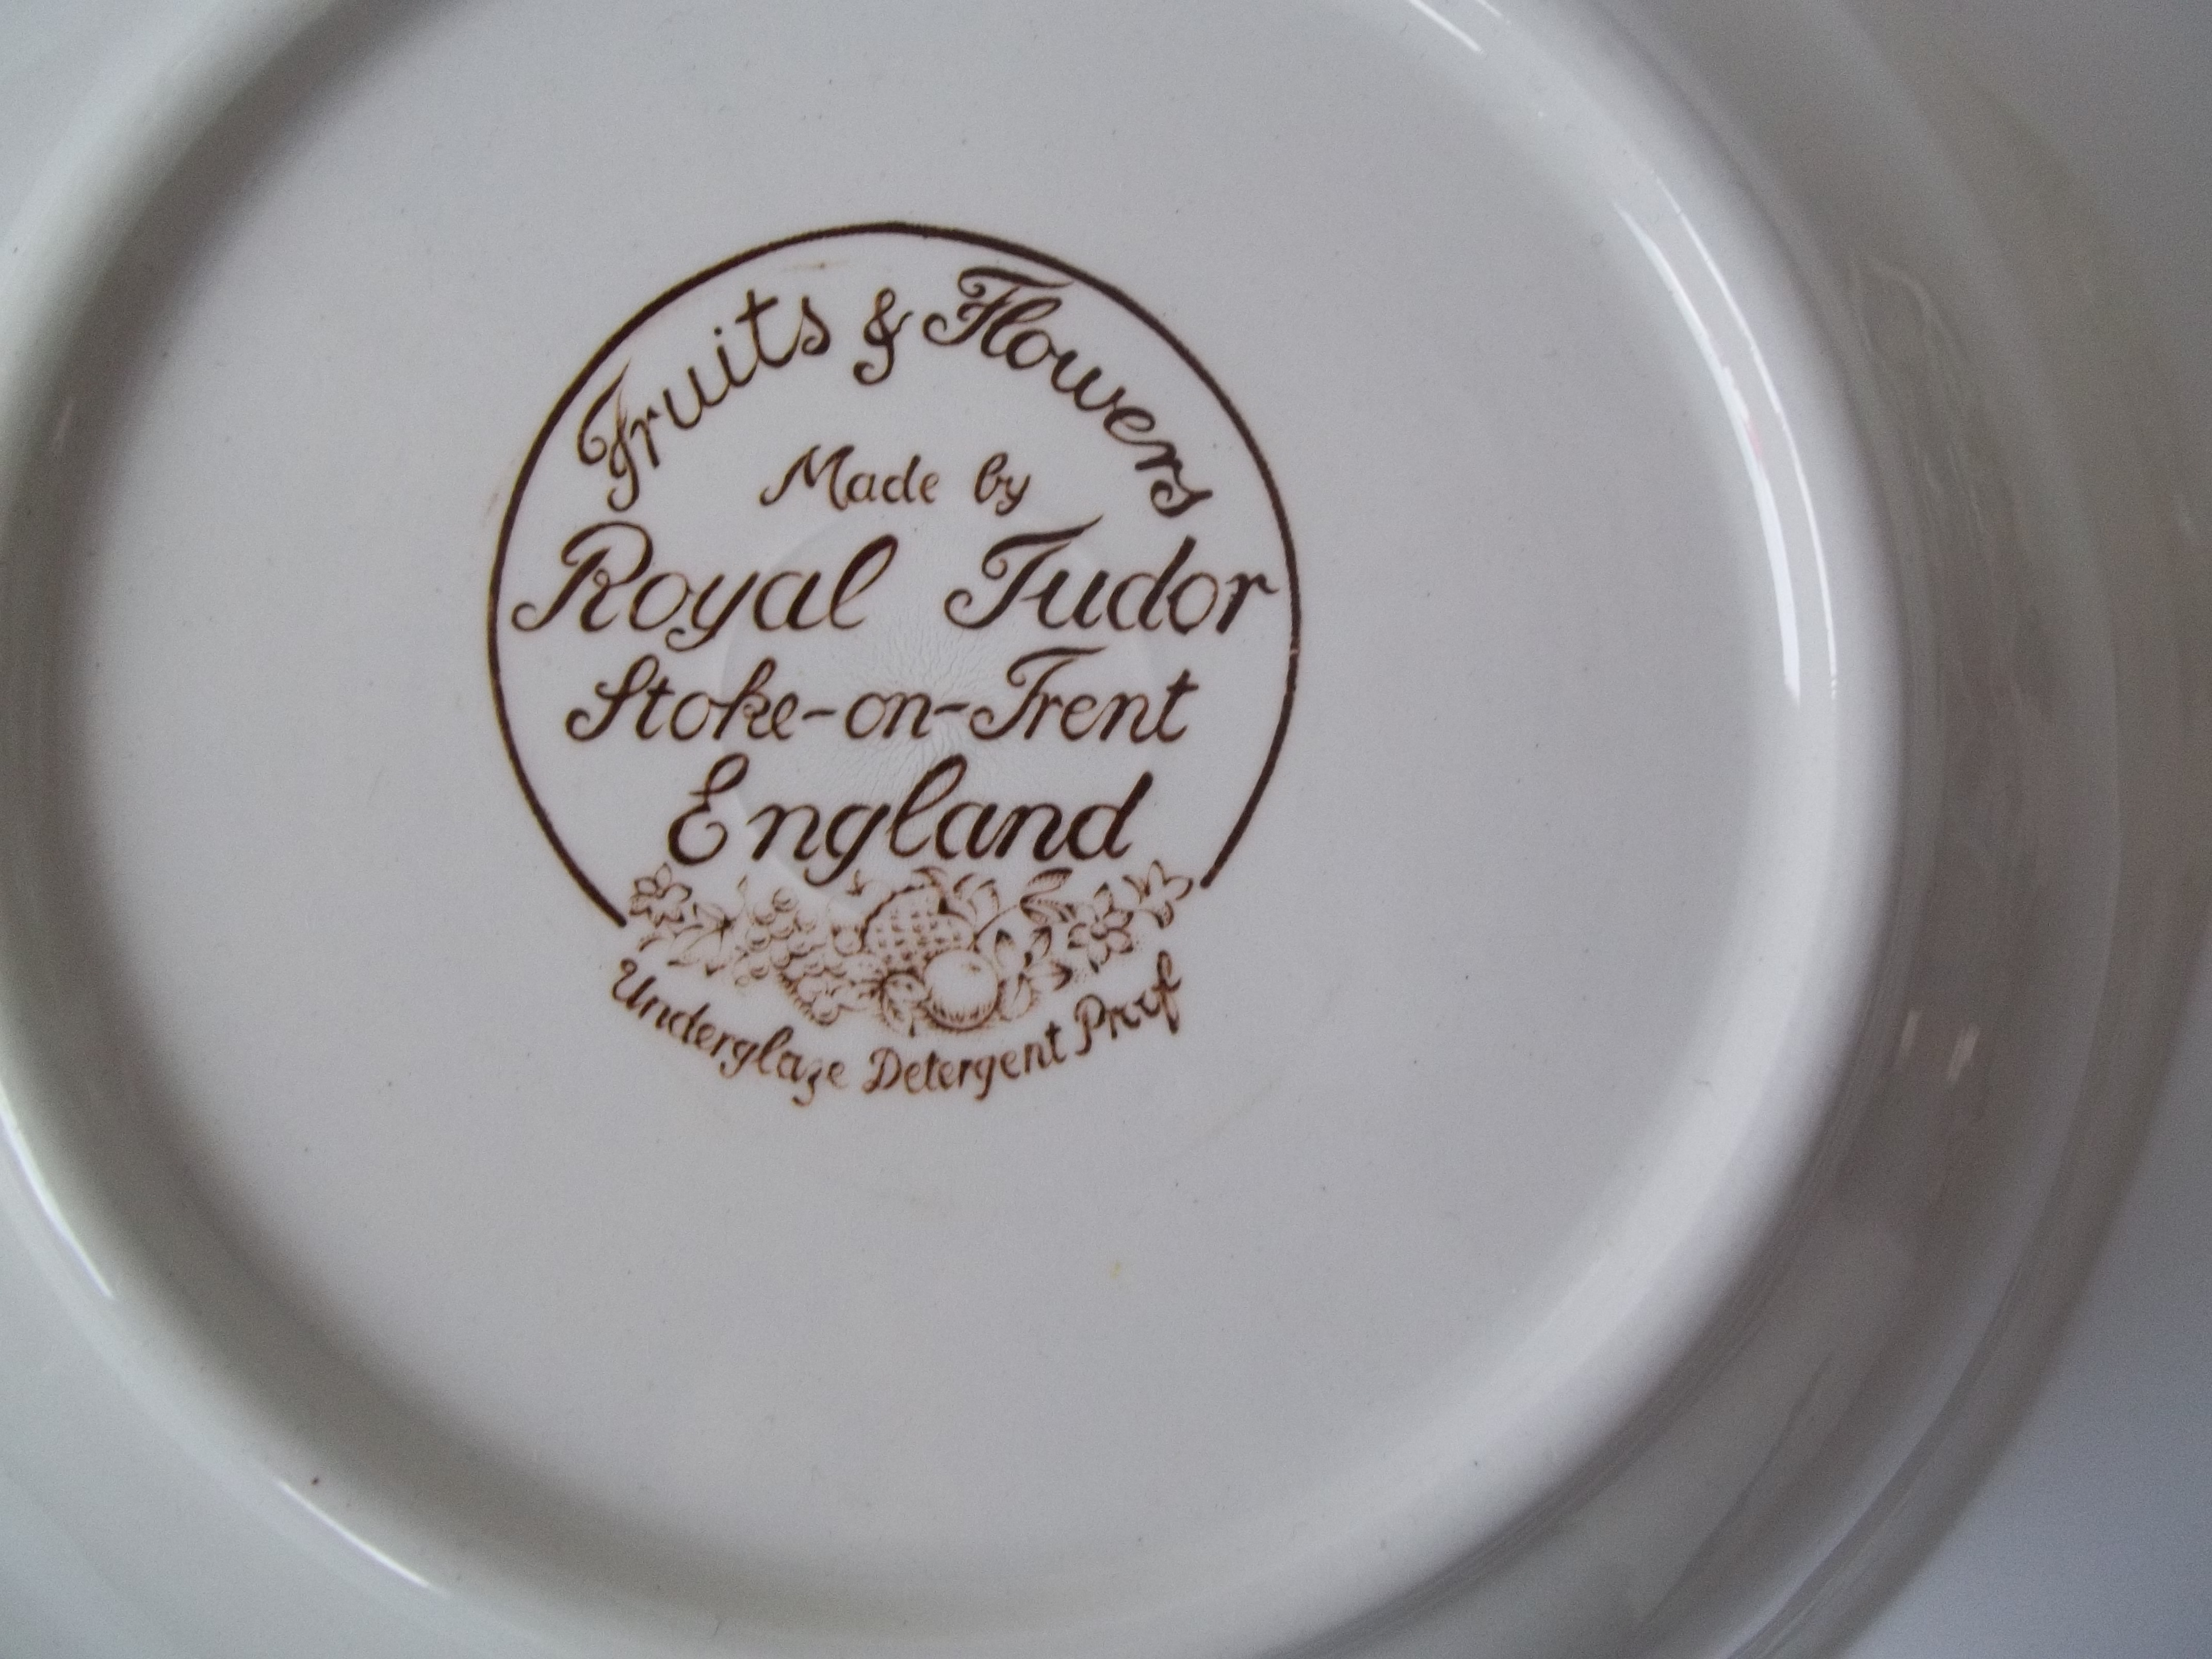 Fruits & Flowers
Made by
Royal Tudor
Stoke-on-Trent
England
Underglaze Detergent Proof